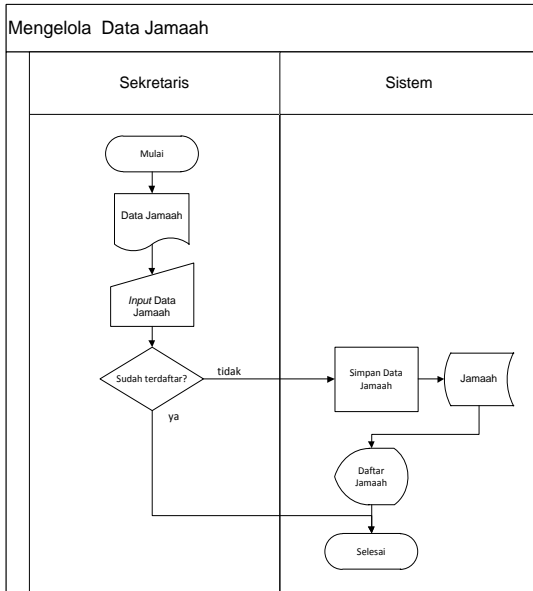 Mengelola Data Jamaah
Sekretaris
Sistem
Mulai
Data Jamaah
Input Data
Jamaah
Sudah terdaftar?
tidak
ya
Simpan Data
Jamaah
Jamaah
Daftar
Jamaah
Selesai